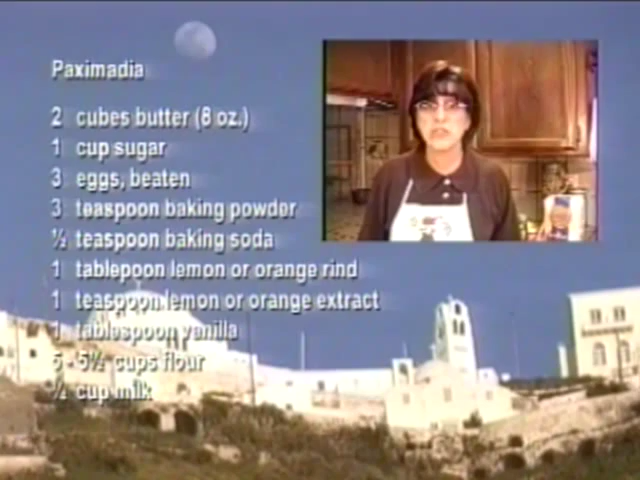 Paximadia
2 cubes butter (8 oz.)
1 cup sugar
3 eggs, beaten
3 teaspoon baking powder
½ teaspoon baking soda
1 tablepoon lemon or orange rind
1 teaspoon lemon or orange extract
1 tablespoon vanilla
5 - 5½ cups flour
cup milk